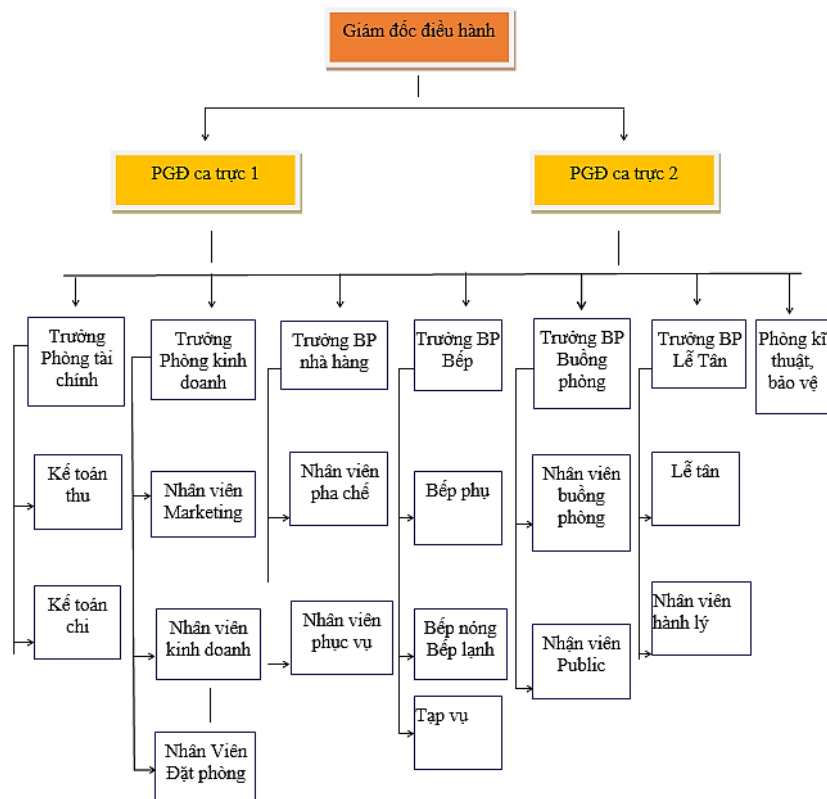 Giám đốc điều hành
PGĐ ca trực 1
PGĐ ca trực 2
Trưởng
Phòng tài
chính
Trưởng
Phòng kinh
doanh
Trưởng BP
nhà hàng
Trưởng BP
Bếp
Trưởng BP
Buồng
phòng
Trưởng BP
Lễ Tân
Phòng kĩ
thuật,
bảo vệ
Kế toán
thu
Nhân viên
Marketing
Nhân viên
pha chế
Bếp phụ
Nhân viên
buồng
phòng
Lễ tân
Kế toán
chi
Nhân viên
kinh doanh
Nhân viên
phục vụ
Bếp nóng
Bếp lạnh
Nhận viên
Public
Nhân viên
hành lý
Tạp vụ
Nhân Viên
Đặt phòng